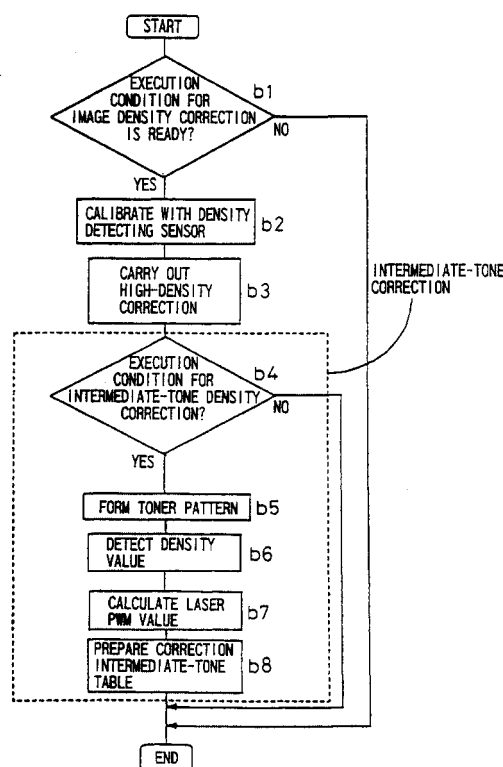 START
EXECUTION
CONDITION FOR
IMAGE DENSITY CORRECTION
IS READY?
b1
NO
YES
CALIBRATE WITH DENSITY
DETECTING SENSOR
b2
CARRY OUT
HIGH-DENSITY
CORRECTION
b3
INTERMEDIATE-TONE
CORRECTION
EXECUTION
CONDITION FOR
INTERMEDIATE-TONE DENSITY
CORRECTION?
b4
NO
YES
FORM TONER PATTERN
b5
DETECT DENSITY
VALUE
b6
CALCULATE LASER
PWM VALUE
b7
PREPARE CORRECTION
INTERMEDIATE-TONE
TABLE
b8
END